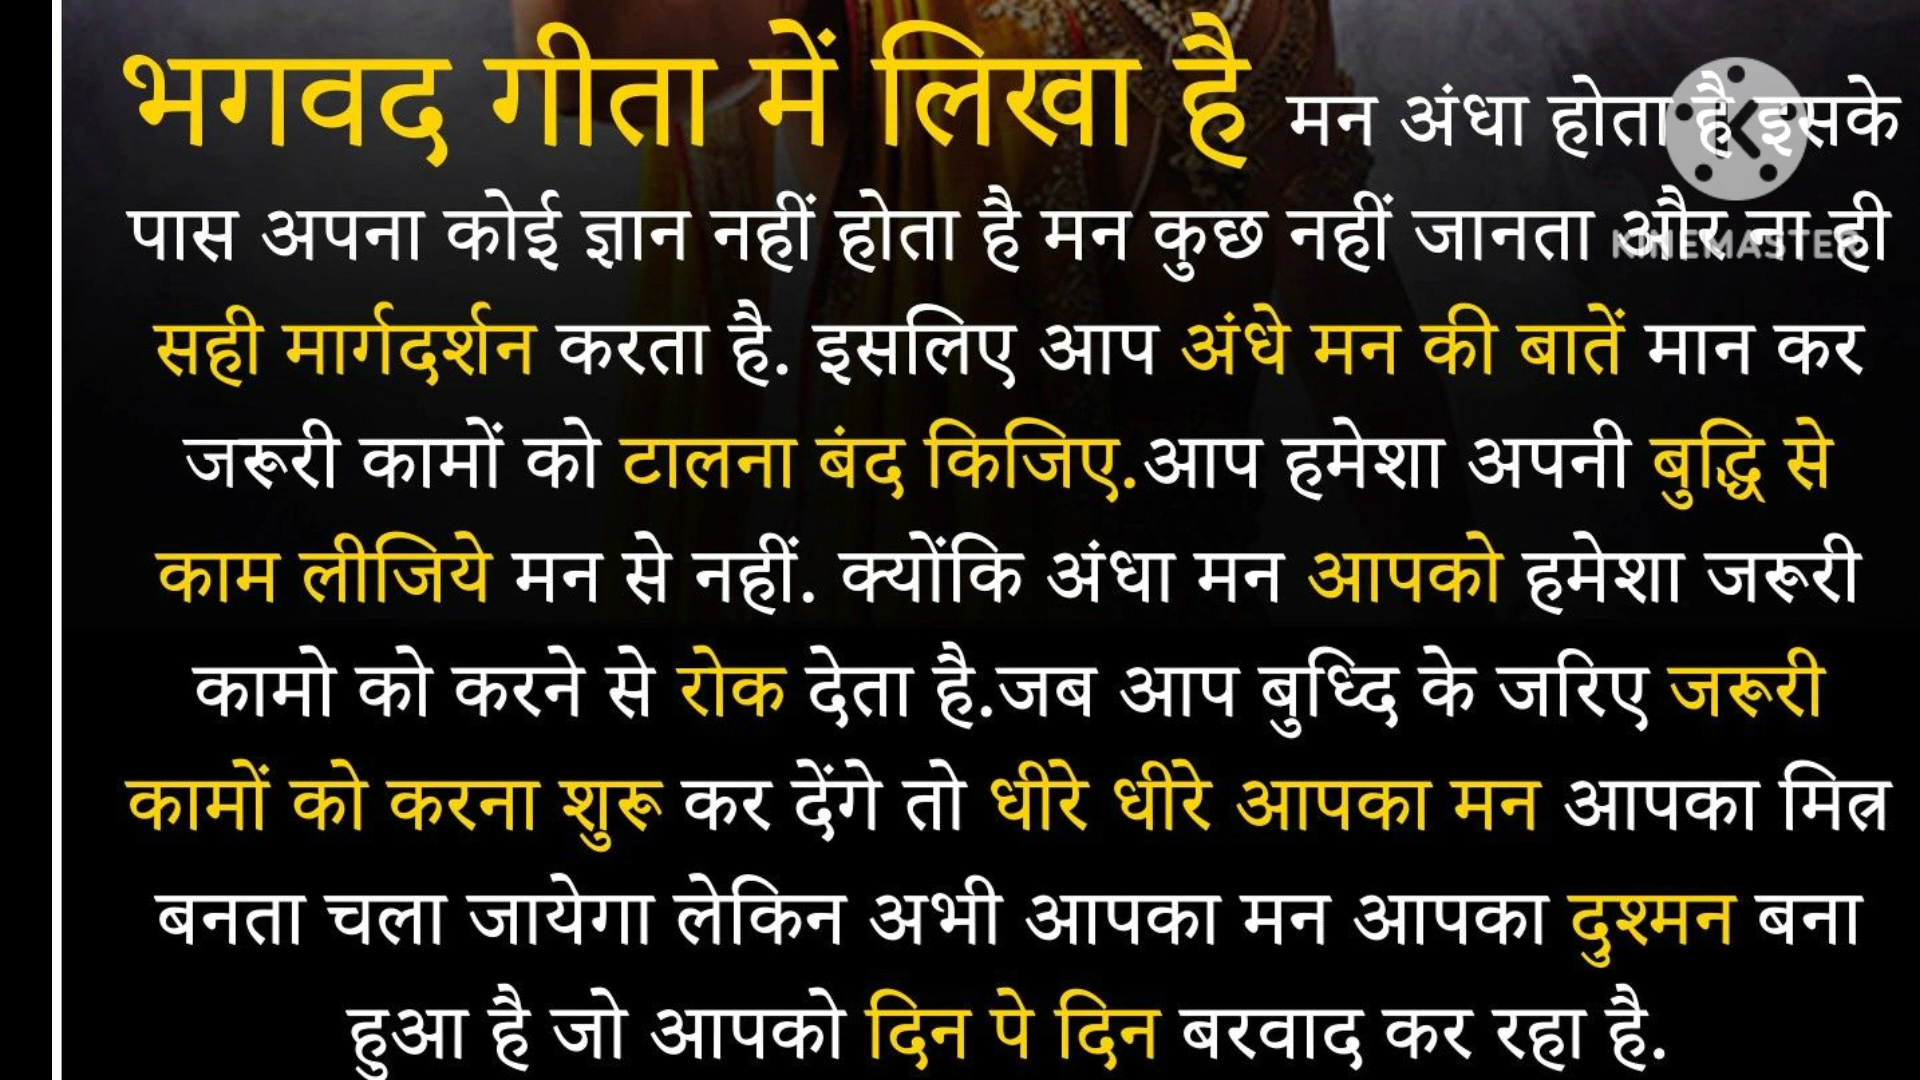 भगवद गीता में लिखा है मन अंधा होता है इसके
पास अपना कोई ज्ञान नहीं होता है मन कुछ नहीं जानता और ना ही
KINEMASTER
सही मार्गदर्शन करता है. इसलिए आप अंधे मन की बातें मान कर
जरूरी कामों को टालना बंद किजिए.आप हमेशा अपनी बुद्धि से
काम लीजिये मन से नहीं. क्योंकि अंधा मन आपको हमेशा जरूरी
कामो को करने से रोक देता है.जब आप बुध्दि के जरिए जरूरी
कामों को करना शुरू कर देंगे तो धीरे धीरे आपका मन आपका मित्र
बनता चला जायेगा लेकिन अभी आपका मन आपका दुश्मन बना
हुआ है जो आपको दिन पे दिन बरवाद कर रहा है.